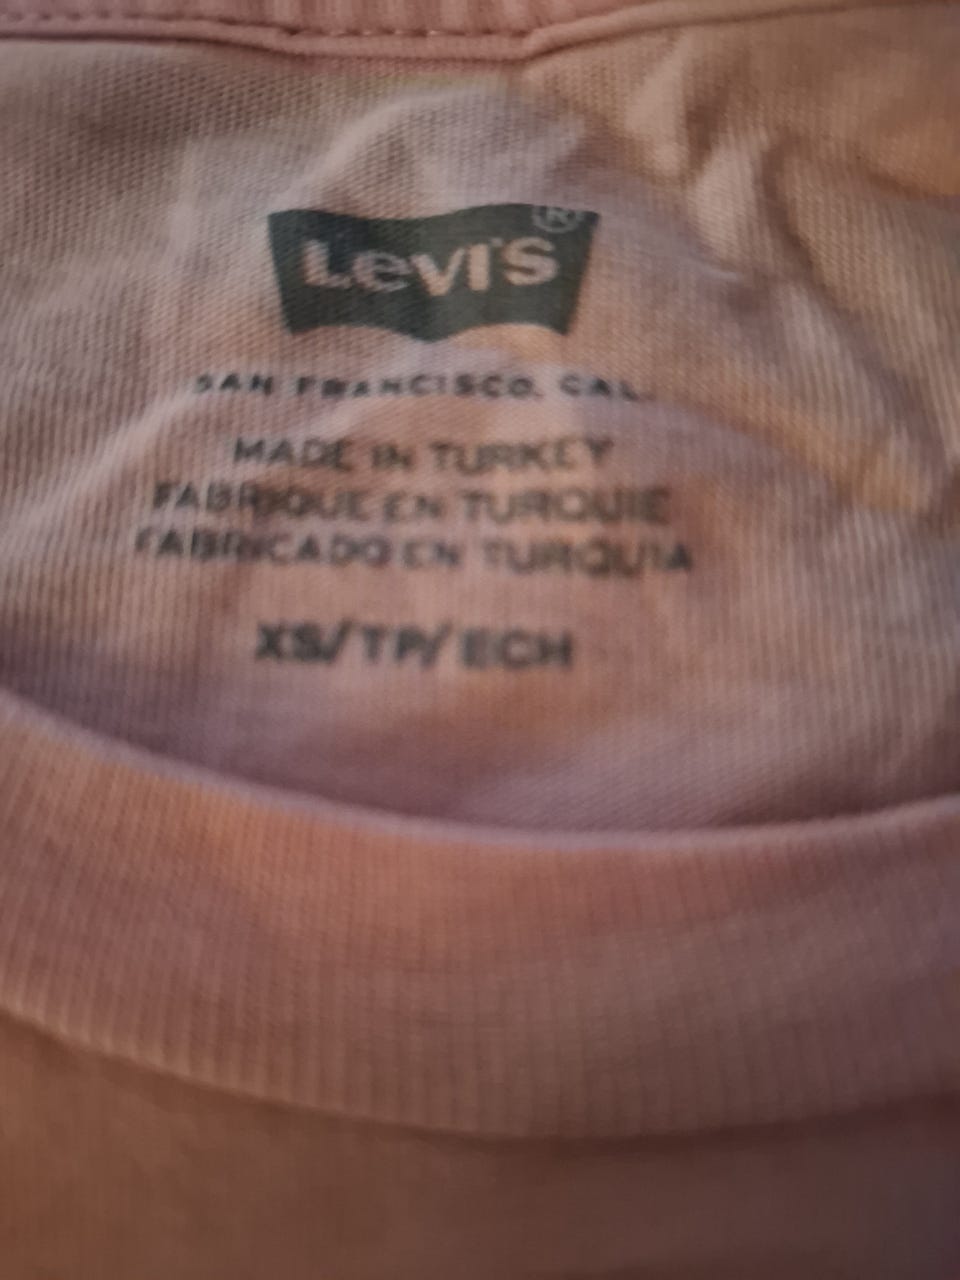 Levi's ®
SAN FRANCISCO, CAL.
MADE IN TURKEY
FABRIQUE EN TURQUIE
FABRICADO EN TURQUIA
XS/TP/ECH